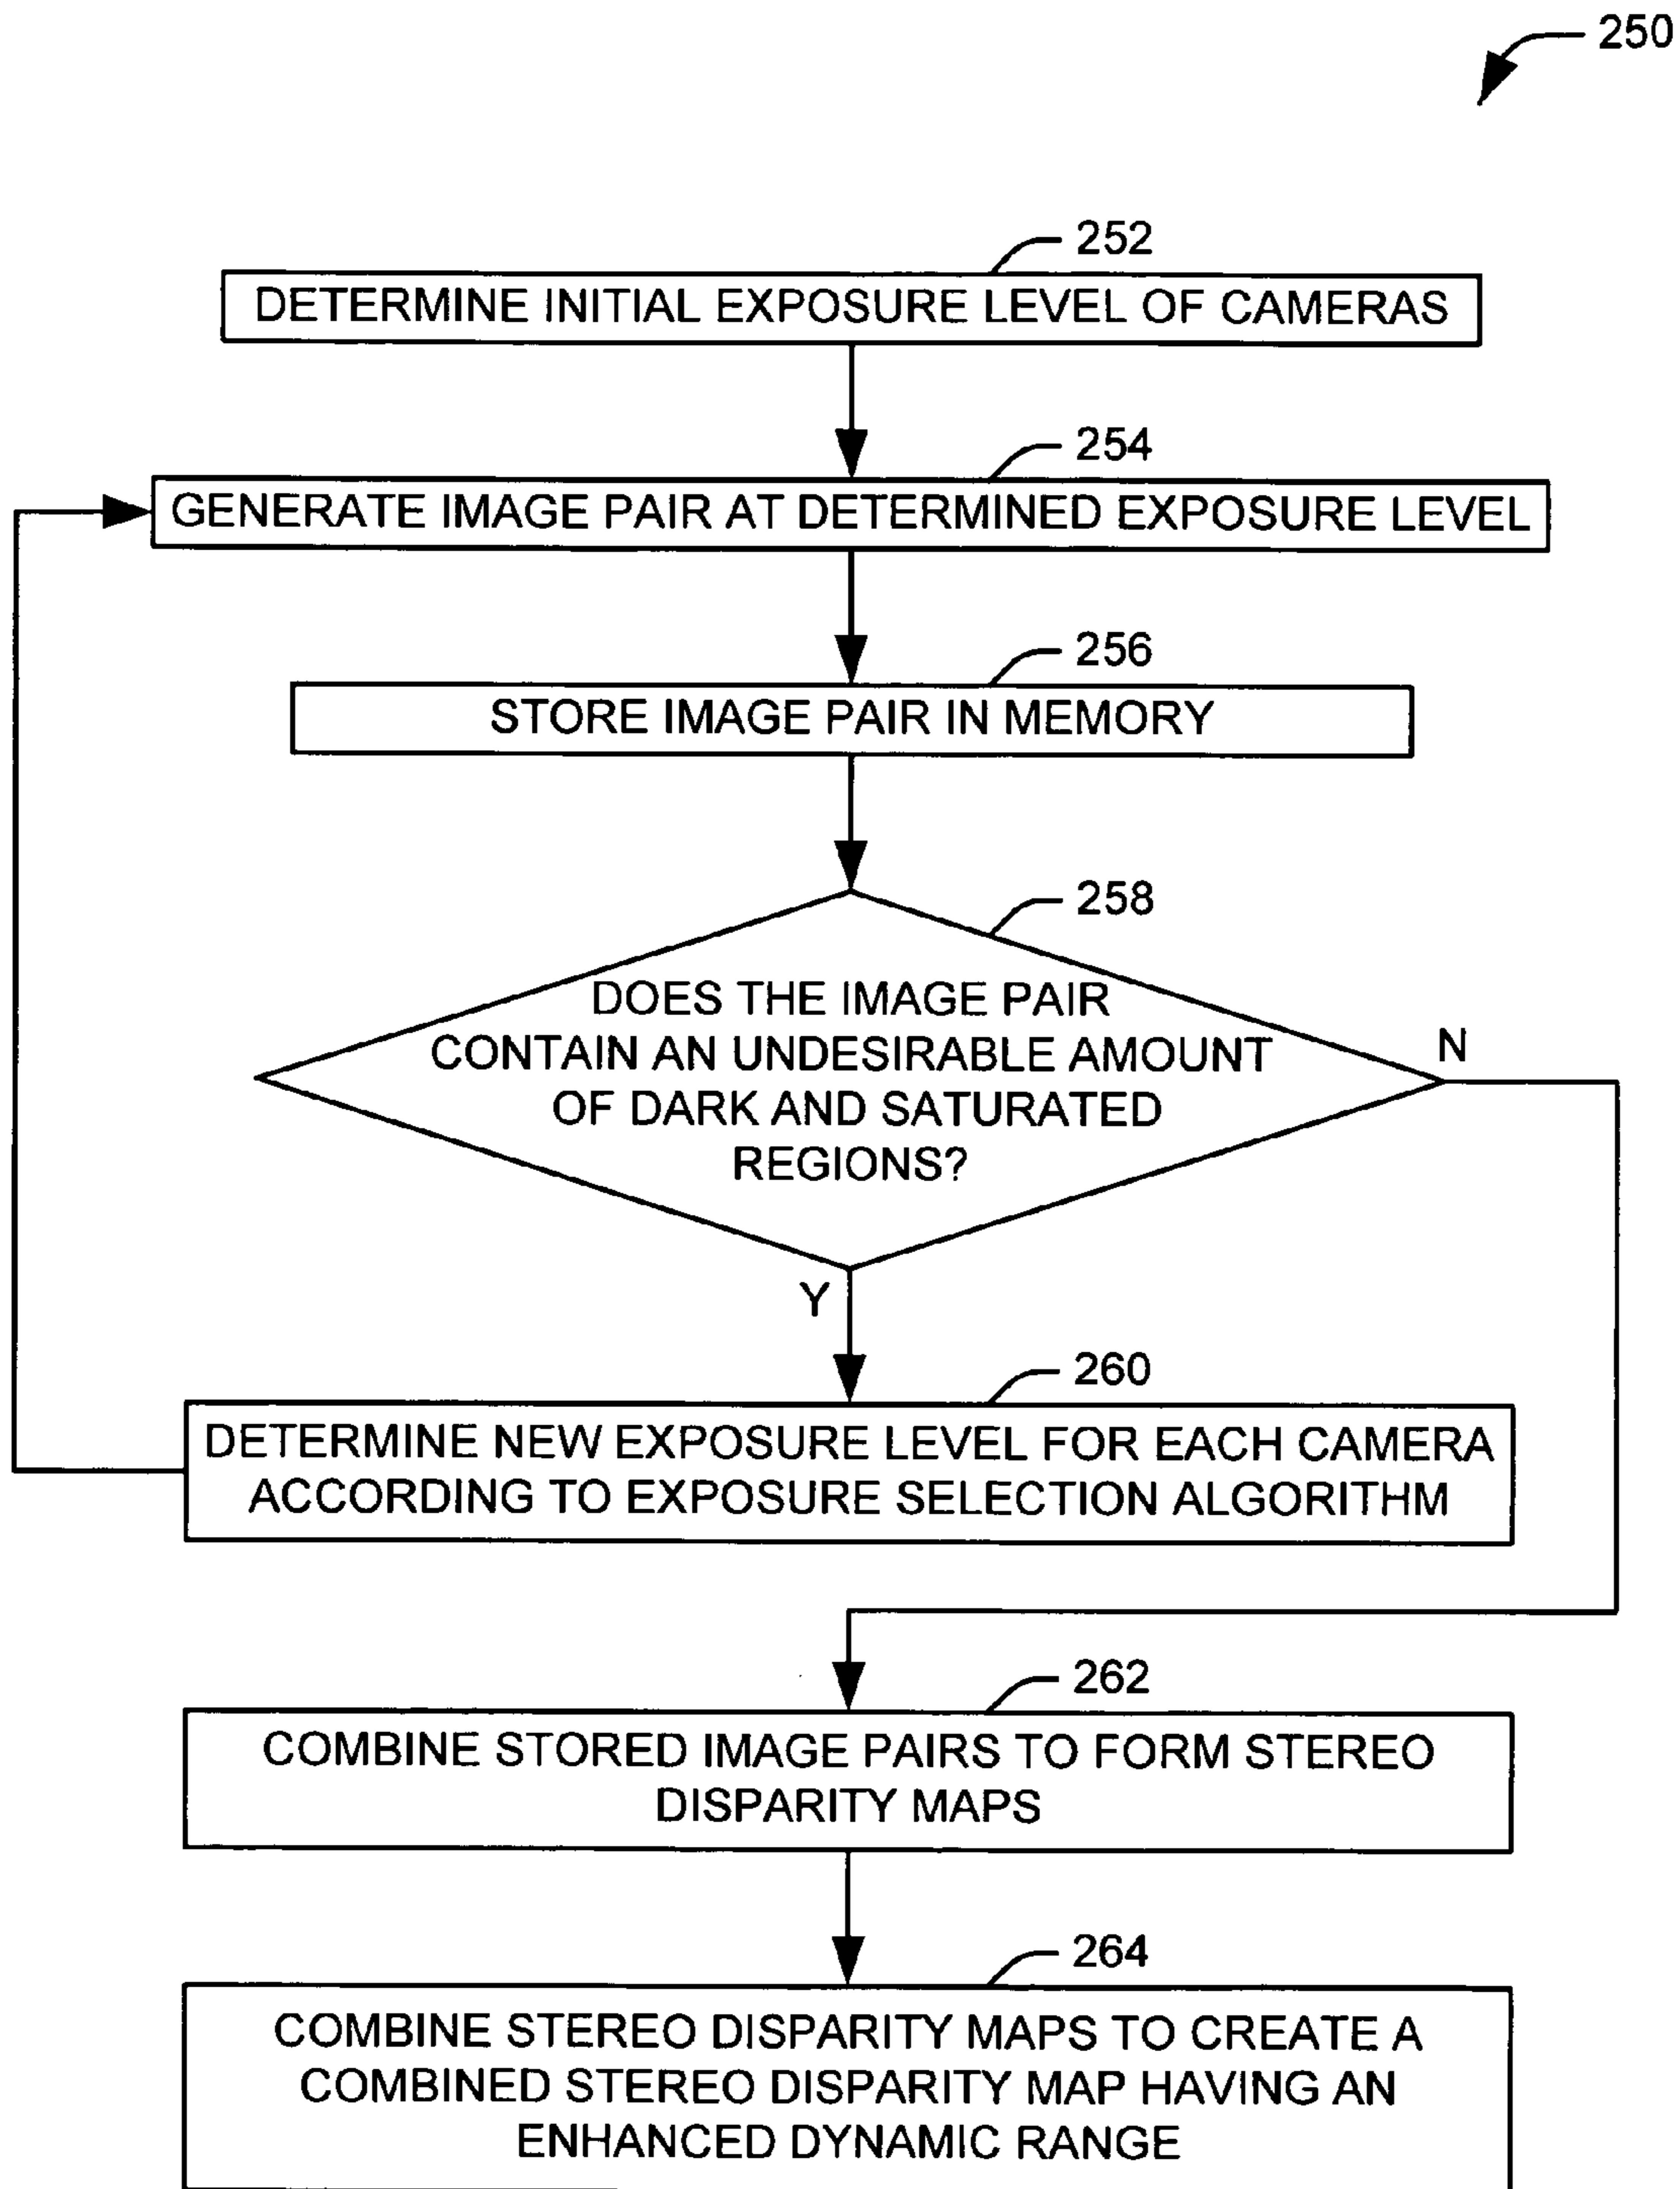 250
252
DETERMINE INITIAL EXPOSURE LEVEL OF CAMERAS
254
GENERATE IMAGE PAIR AT DETERMINED EXPOSURE LEVEL
256
STORE IMAGE PAIR IN MEMORY
258
DOES THE IMAGE PAIR
CONTAIN AN UNDESIRABLE AMOUNT
OF DARK AND SATURATED
REGIONS?
N
Y
260
DETERMINE NEW EXPOSURE LEVEL FOR EACH CAMERA
ACCORDING TO EXPOSURE SELECTION ALGORITHM
262
COMBINE STORED IMAGE PAIRS TO FORM STEREO
DISPARITY MAPS
264
COMBINE STEREO DISPARITY MAPS TO CREATE A
COMBINED STEREO DISPARITY MAP HAVING AN
ENHANCED DYNAMIC RANGE